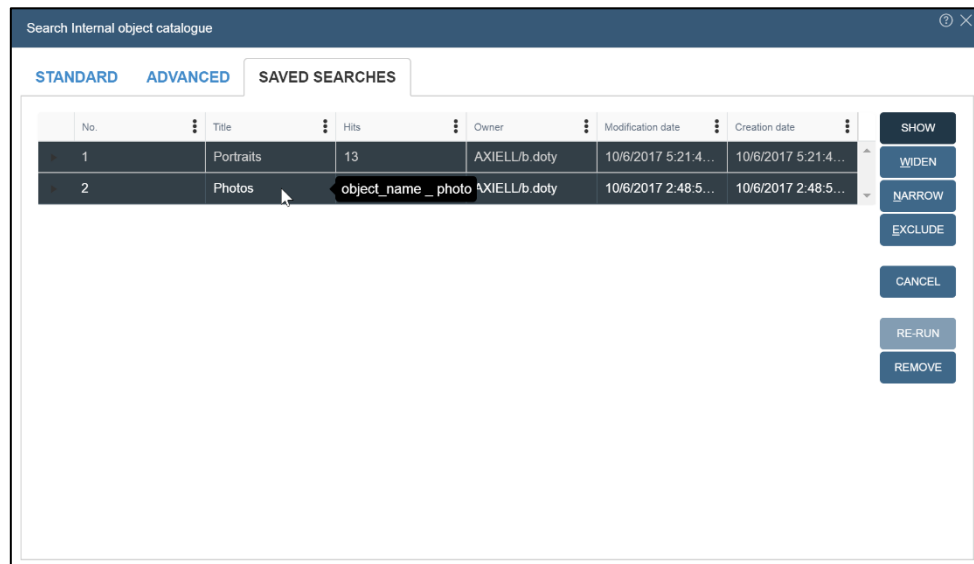 Search Internal object catalogue
STANDARD ADVANCED SAVED SEARCHES
No. Title Hits Owner Modification date Creation date
1 Portraits 13 AXIELL/b.doty 10/6/2017 5:21:4... 10/6/2017 5:21:4...
2 Photos object_name _ photo AXIELL/b.doty 10/6/2017 2:48:5... 10/6/2017 2:48:5...
SHOW
WIDEN
NARROW
EXCLUDE
CANCEL
RE-RUN
REMOVE